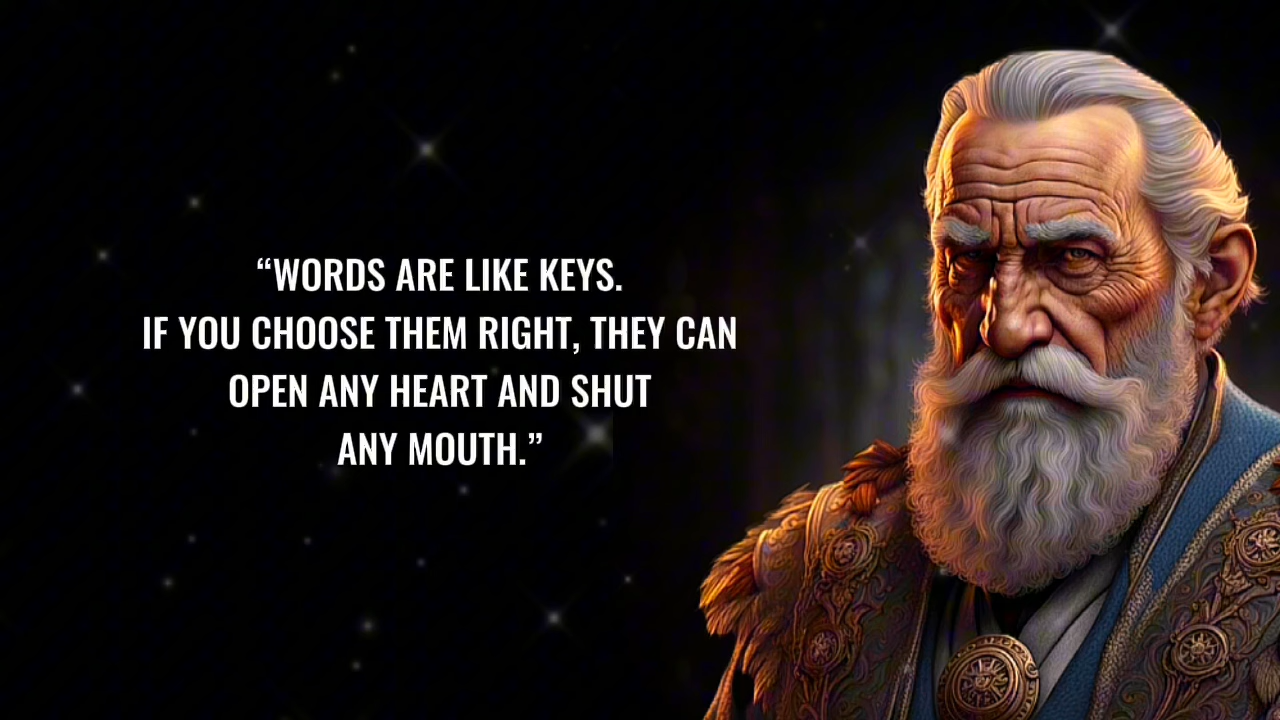 “WORDS ARE LIKE KEYS.
IF YOU CHOOSE THEM RIGHT, THEY CAN
OPEN ANY HEART AND SHUT
ANY MOUTH.”